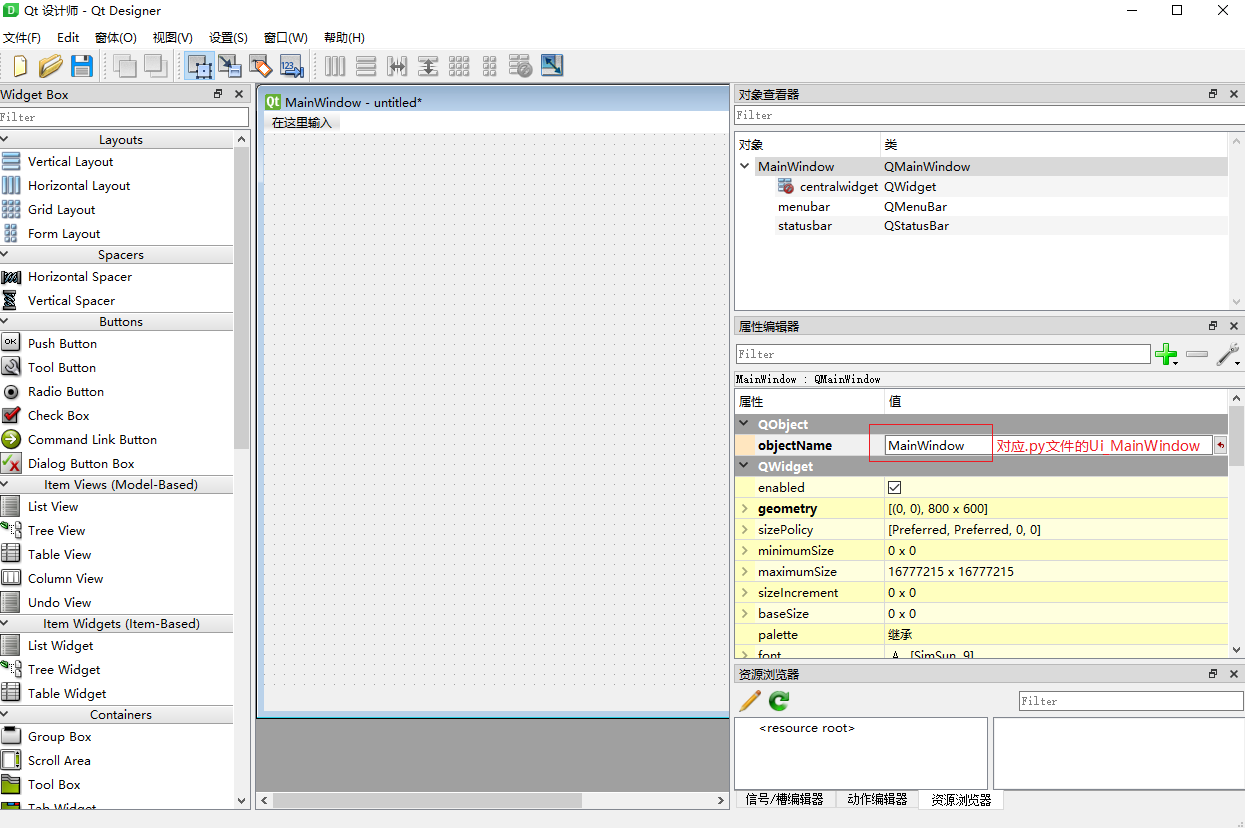 Qt 设计师 - Qt Designer
文件(F) Edit 窗体(O) 视图(V) 设置(S) 窗口(W) 帮助(H)
Widget Box
Filter
Layouts
Vertical Layout
Horizontal Layout
Grid Layout
Form Layout
Spacers
Horizontal Spacer
Vertical Spacer
Buttons
OK
Push Button
Tool Button
Radio Button
Check Box
Command Link Button
Dialog Button Box
Item Views (Model-Based)
List View
Tree View
Table View
Column View
Undo View
Item Widgets (Item-Based)
List Widget
Tree Widget
Table Widget
Containers
Group Box
Scroll Area
Tool Box
Tab Widget
Qt MainWindow - untitled*
在这里输入
对象查看器
Filter
对象 类
MainWindow QMainWindow
centralwidget QWidget
menubar QMenuBar
statusbar QStatusBar
属性编辑器
Filter
MainWindow : QMainWindow
属性 值
QObject
objectName MainWindow 对应.py文件的Ui_MainWindow
QWidget
enabled
geometry [(0, 0), 800 x 600]
sizePolicy [Preferred, Preferred, 0, 0]
minimumSize 0 x 0
maximumSize 16777215 x 16777215
sizeIncrement 0 x 0
baseSize 0 x 0
palette 继承
font A [SimSun, 9]
资源浏览器
Filter
<resource root>
信号/槽编辑器 动作编辑器 资源浏览器